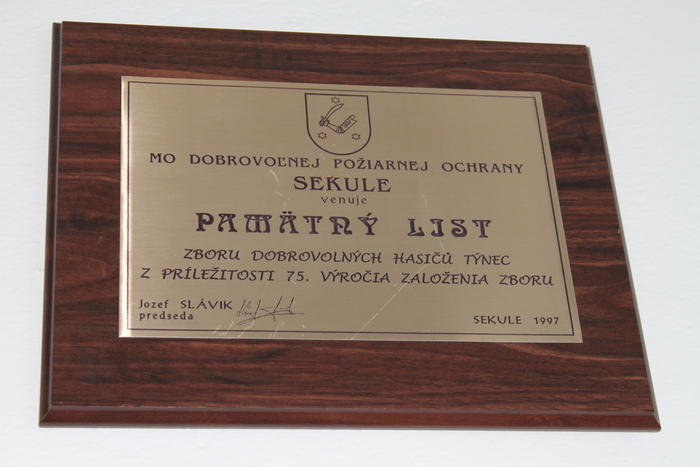 MO DOBROVOĽNEJ POŽIARNEJ OCHRANY
SEKULE
venuje
PAMÄTNÝ LIST
ZBORU DOBROVOLNÝCH HASIČŮ TÝNEC
Z PRÍLEŽITOSTI 75. VÝROČIA ZALOŽENIA ZBORU
Jozef SLÁVIK
predseda
SEKULE 1997